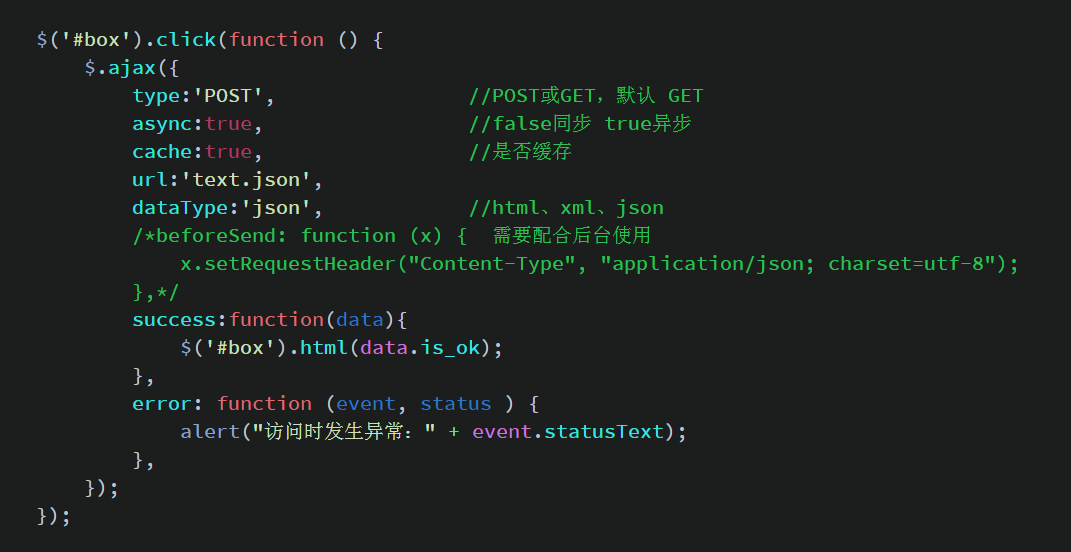 $('#box').click(function () {
    $.ajax({
        type:'POST',                //POST或GET，默认 GET
        async:true,                 //false同步 true异步
        cache:true,                 //是否缓存
        url:'text.json',
        dataType:'json',            //html、xml、json
        /*beforeSend: function (x) {  需要配合后台使用
            x.setRequestHeader("Content-Type", "application/json; charset=utf-8");
        },*/
        success:function(data){
            $('#box').html(data.is_ok);
        },
        error: function (event, status ) {
            alert("访问时发生异常：" + event.statusText);
        },
    });
});